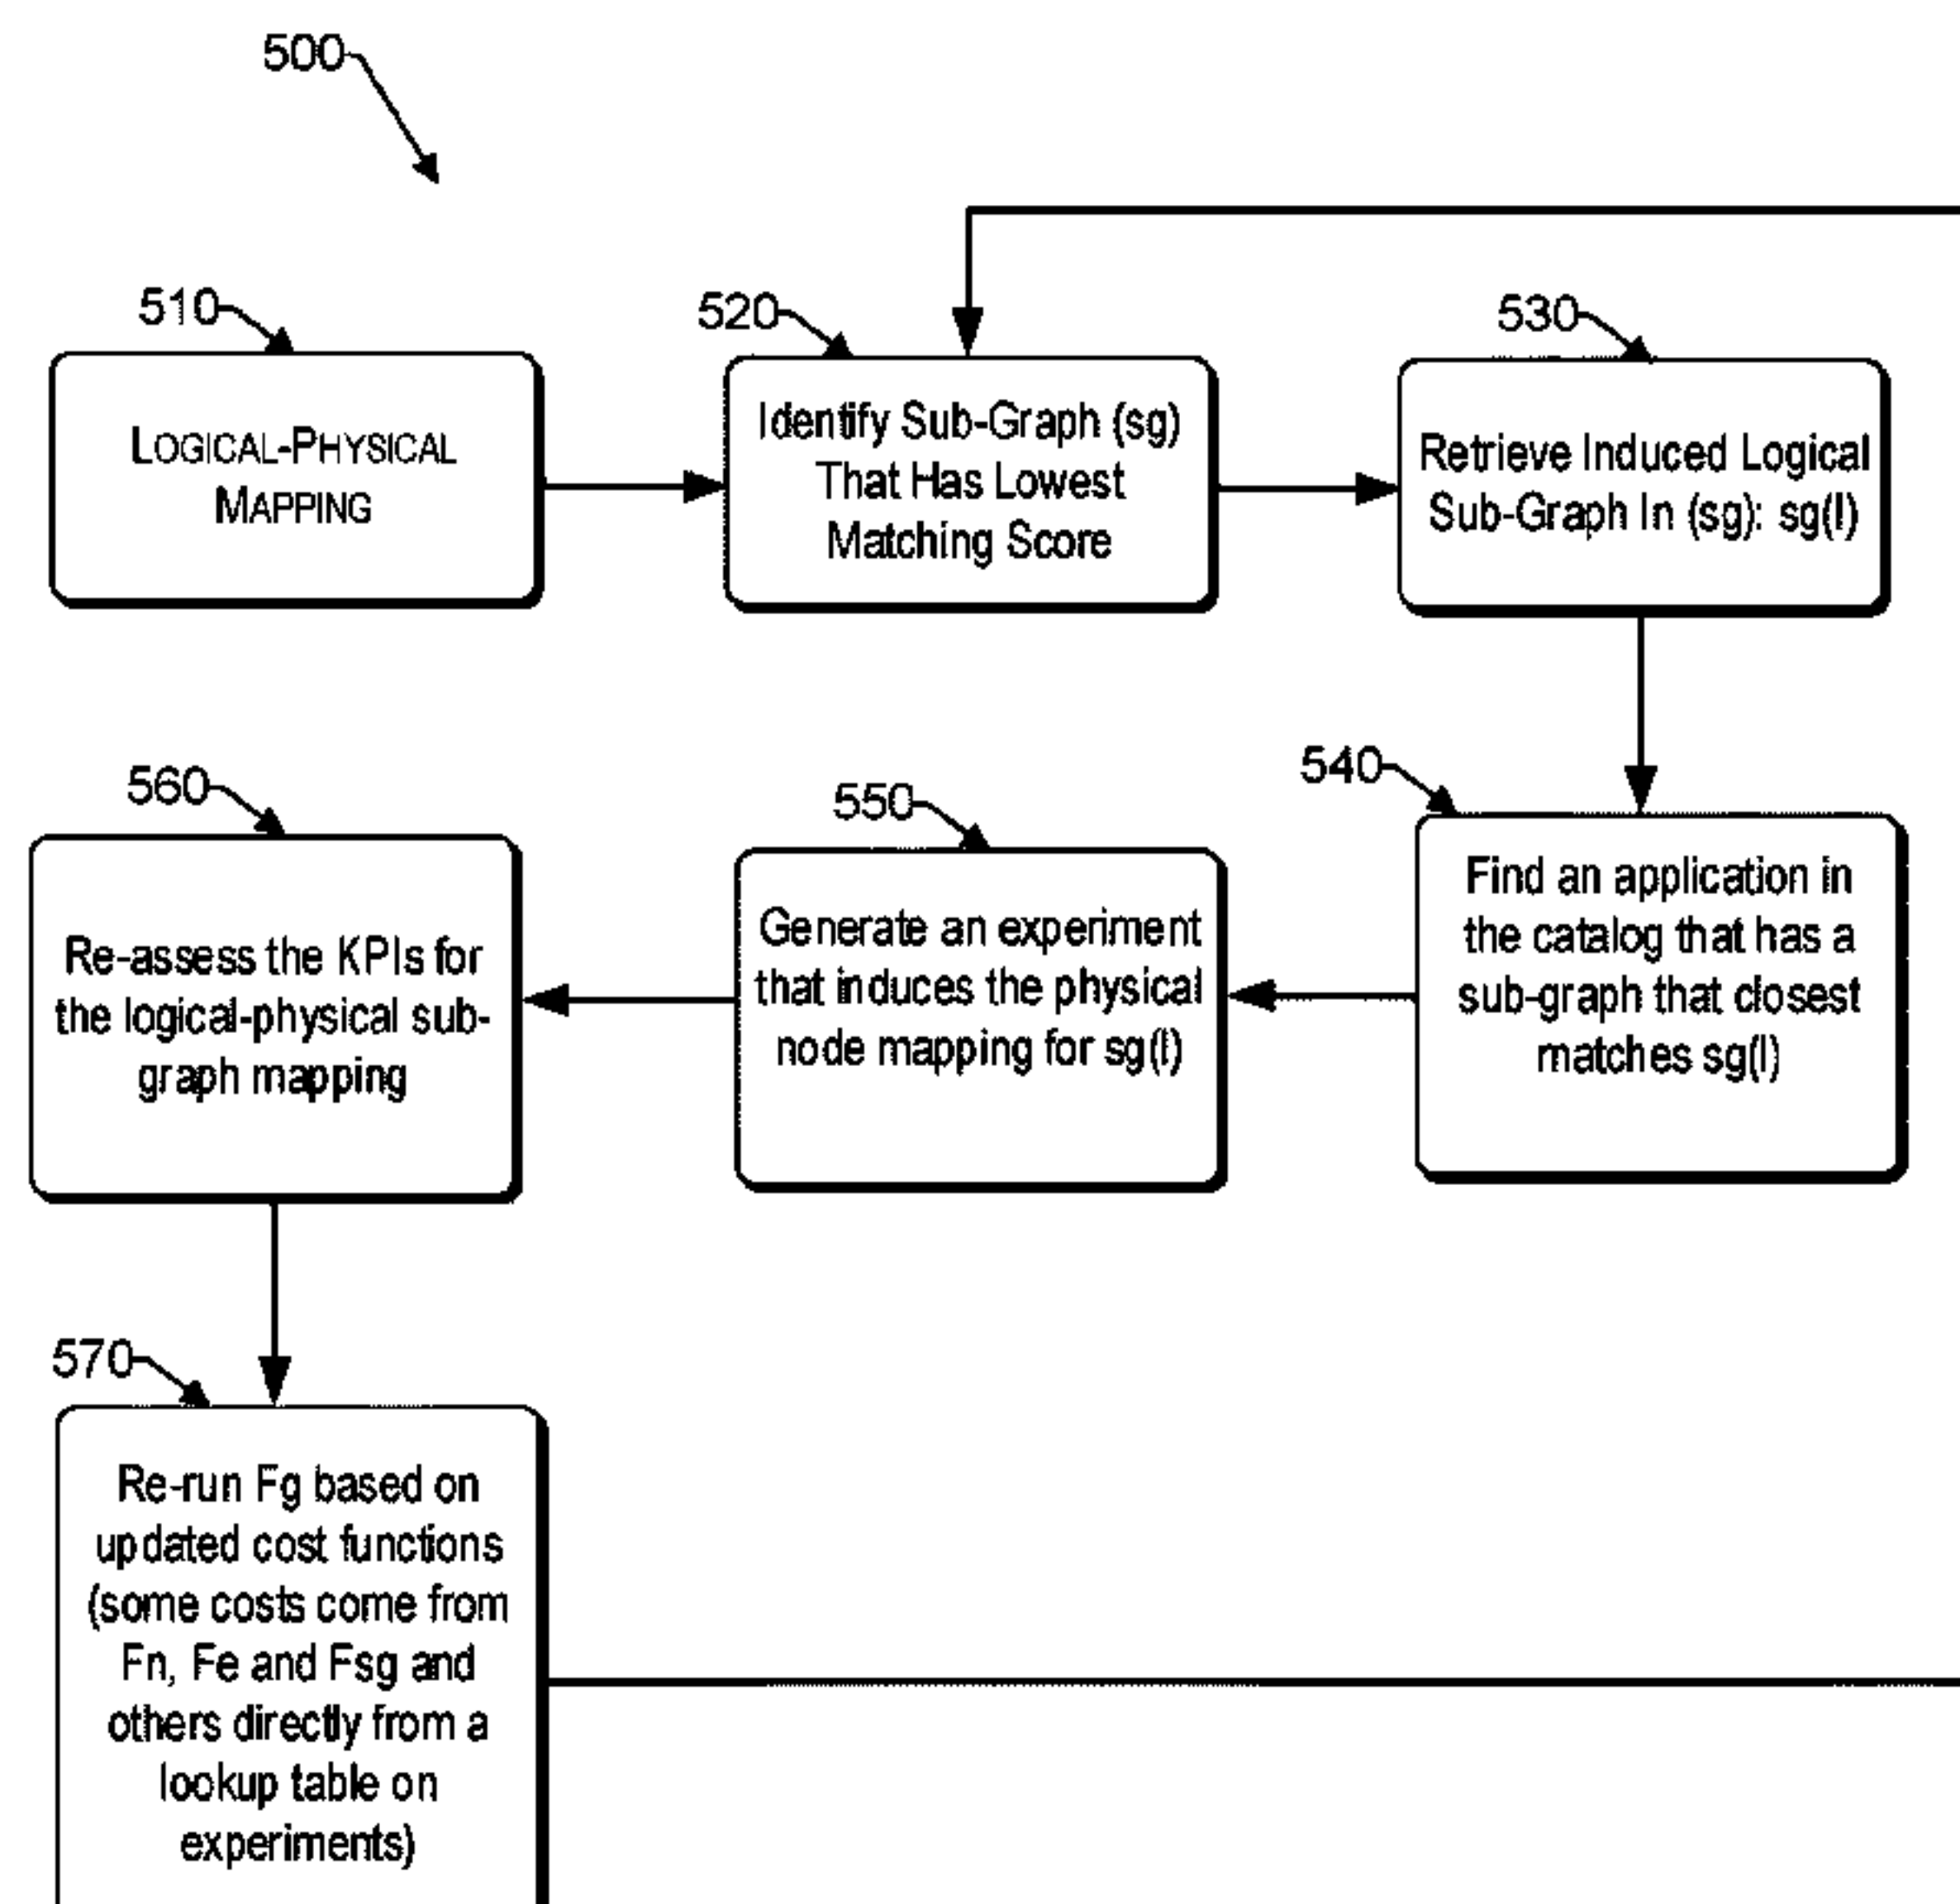 500
510
LOGICAL-PHYSICAL
MAPPING
520
Identify Sub-Graph (sg)
That Has Lowest
Matching Score
530
Retrieve Induced Logical
Sub-Graph In (sg): sg(l)
540
Find an application in
the catalog that has a
sub-graph that closest
matches sg(l)
550
Generate an experiment
that induces the physical
node mapping for sg(l)
560
Re-assess the KPIs for
the logical-physical sub-
graph mapping
570
Re-run Fg based on
updated cost functions
(some costs come from
Fn, Fe and Fsg and
others directly from a
lookup table on
experiments)